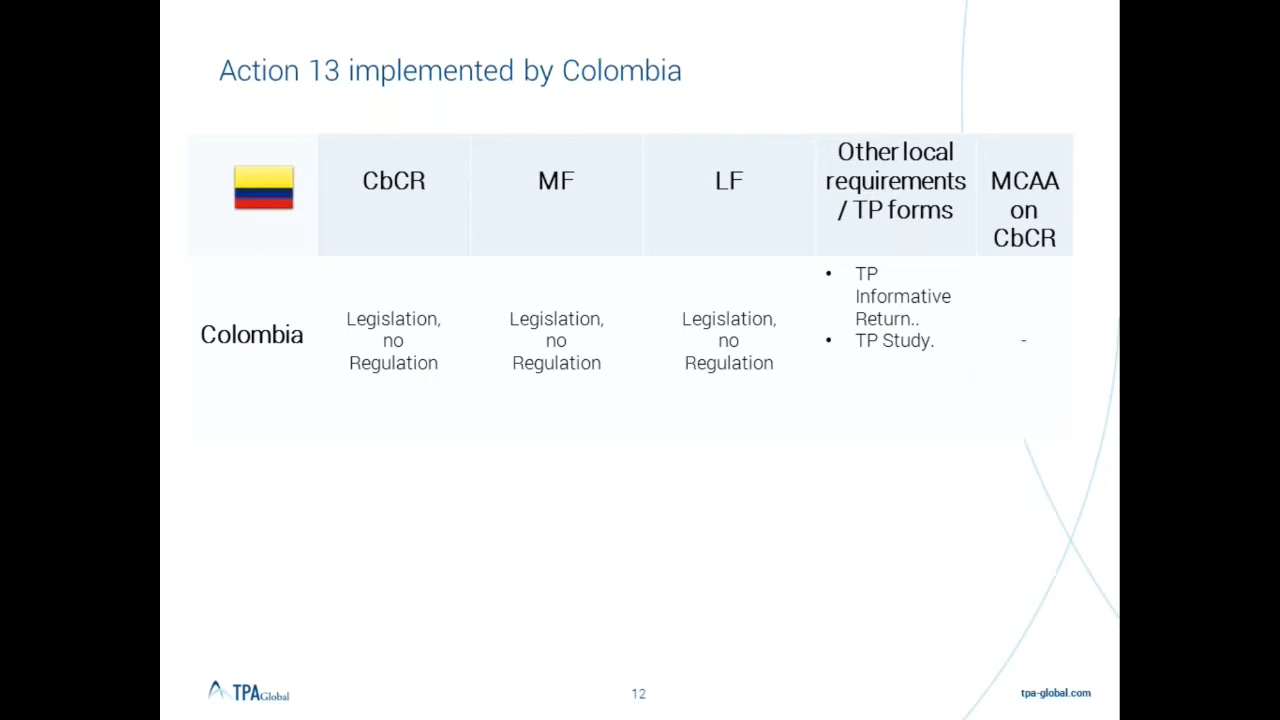 Action 13 implemented by Colombia
CbCR
MF
LF
Other local
requirements
/ TP forms
MCAA
on
CbCR
Colombia
Legislation,
no
Regulation
Legislation,
no
Regulation
Legislation,
no
Regulation
• TP
Informative
Return..
• TP Study.
-
TPA Global
12
tpa-global.com